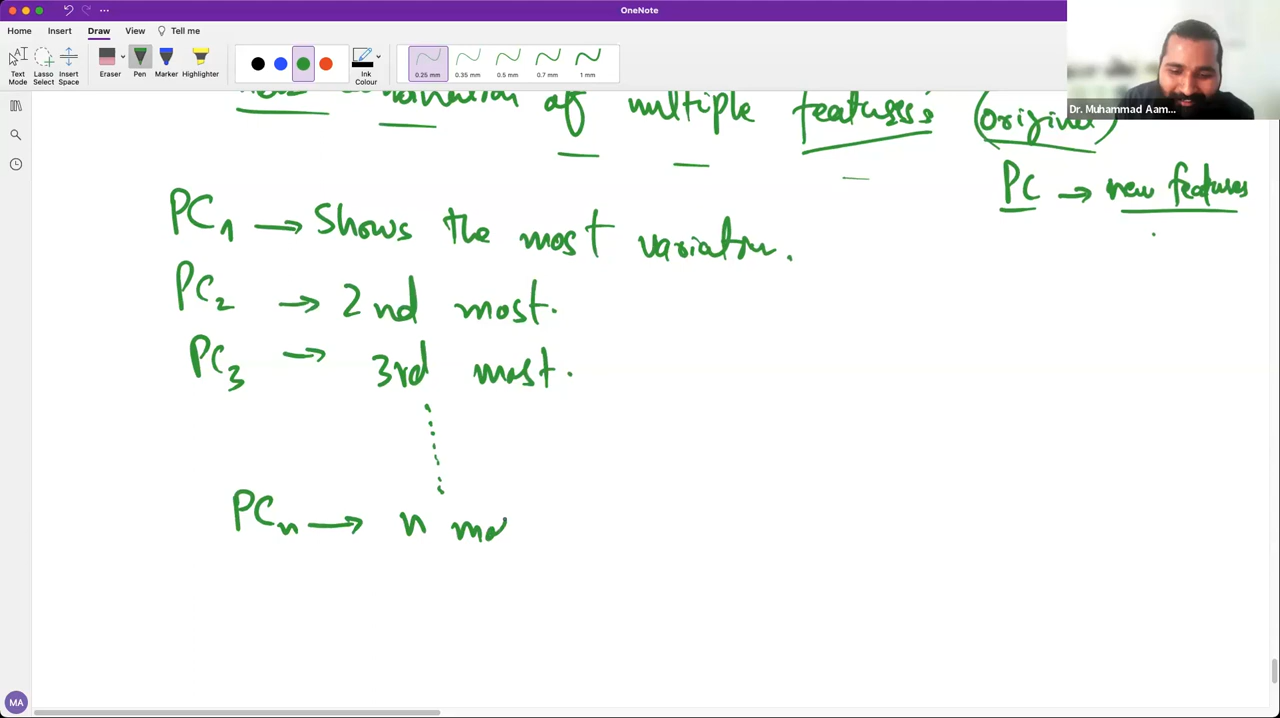 OneNote
Home Insert Draw View Tell me
Text Mode Lasso Select Insert Space Eraser Pen Marker Highlighter Ink Colour 0.25 mm 0.35 mm 0.5 mm 0.7 mm 1 mm
Dr. Muhammad Aam...
of multiple features's (original)
PC → new features
PC1 → Shows the most variation.
PC2 → 2nd most.
PC3 → 3rd most.
PCn → n mo
MA